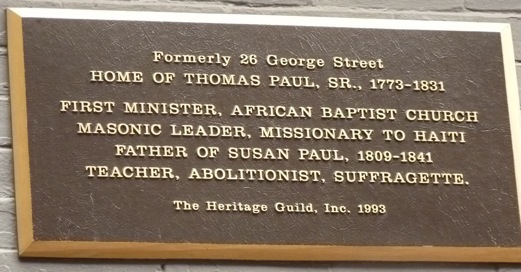 Formerly 26 George Street
HOME OF THOMAS PAUL, SR., 1773-1831
FIRST MINISTER, AFRICAN BAPTIST CHURCH
MASONIC LEADER, MISSIONARY TO HAITI
FATHER OF SUSAN PAUL, 1809-1841
TEACHER, ABOLITIONIST, SUFFRAGETTE.
The Heritage Guild, Inc. 1993